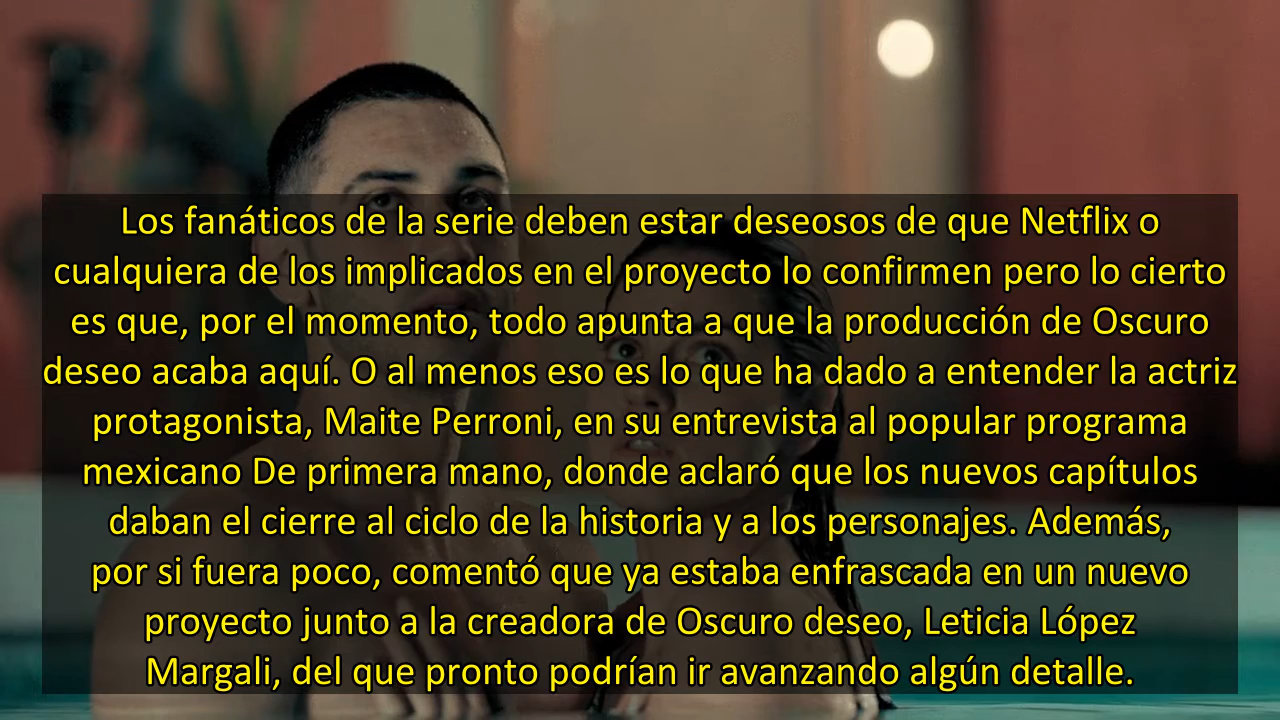 Los fanáticos de la serie deben estar deseosos de que Netflix o
cualquiera de los implicados en el proyecto lo confirmen pero lo cierto
es que, por el momento, todo apunta a que la producción de Oscuro
deseo acaba aquí. O al menos eso es lo que ha dado a entender la actriz
protagonista, Maite Perroni, en su entrevista al popular programa
mexicano De primera mano, donde aclaró que los nuevos capítulos
daban el cierre al ciclo de la historia y a los personajes. Además,
por si fuera poco, comentó que ya estaba enfrascada en un nuevo
proyecto junto a la creadora de Oscuro deseo, Leticia López
Margali, del que pronto podrían ir avanzando algún detalle.